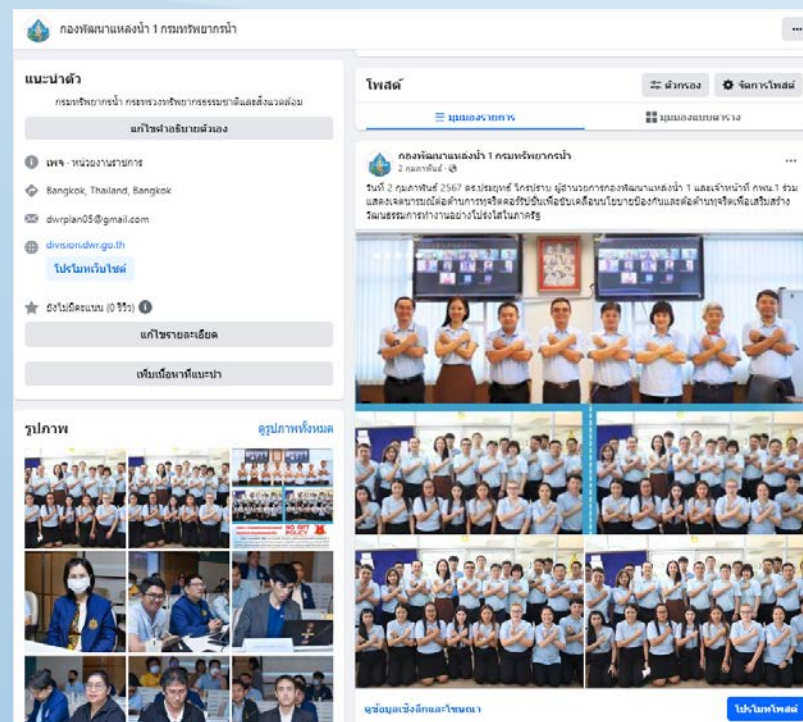 กองพัฒนาแหล่งน้ำ 1 กรมทรัพยากรน้ำ
แนะนำตัว
กรมทรัพยากรน้ำ กระทรวงทรัพยากรธรรมชาติและสิ่งแวดล้อม
แก้ไขคำอธิบายตัวเอง
เพจ · หน่วยงานราชการ
Bangkok, Thailand, Bangkok
dwrplan05@gmail.com
division.dwr.go.th
โปรโมทเว็บไซต์
ยังไม่มีคะแนน (0 รีวิว)
แก้ไขรายละเอียด
เพิ่มเนื้อหาที่แนะนำ
รูปภาพ
ดูรูปภาพทั้งหมด
NO GIFT
POLICY
โพสต์
ตัวกรอง
จัดการโพสต์
มุมมองรายการ
มุมมองแบบตาราง
กองพัฒนาแหล่งน้ำ 1 กรมทรัพยากรน้ำ
2 กุมภาพันธ์ ·
วันที่ 2 กุมภาพันธ์ 2567 ดร.ประยุทธ์ ไกรปราบ ผู้อำนวยการกองพัฒนาแหล่งน้ำ 1 และเจ้าหน้าที่ กพน.1 ร่วม
แสดงเจตนารมณ์ต่อต้านการทุจริตคอร์รัปชั่นเพื่อขับเคลื่อนนโยบายป้องกันและต่อต้านทุจริตเพื่อเสริมสร้าง
วัฒนธรรมการทำงานอย่างโปร่งใสในภาครัฐ
ดูข้อมูลเชิงลึกและโฆษณา
โปรโมทโพสต์